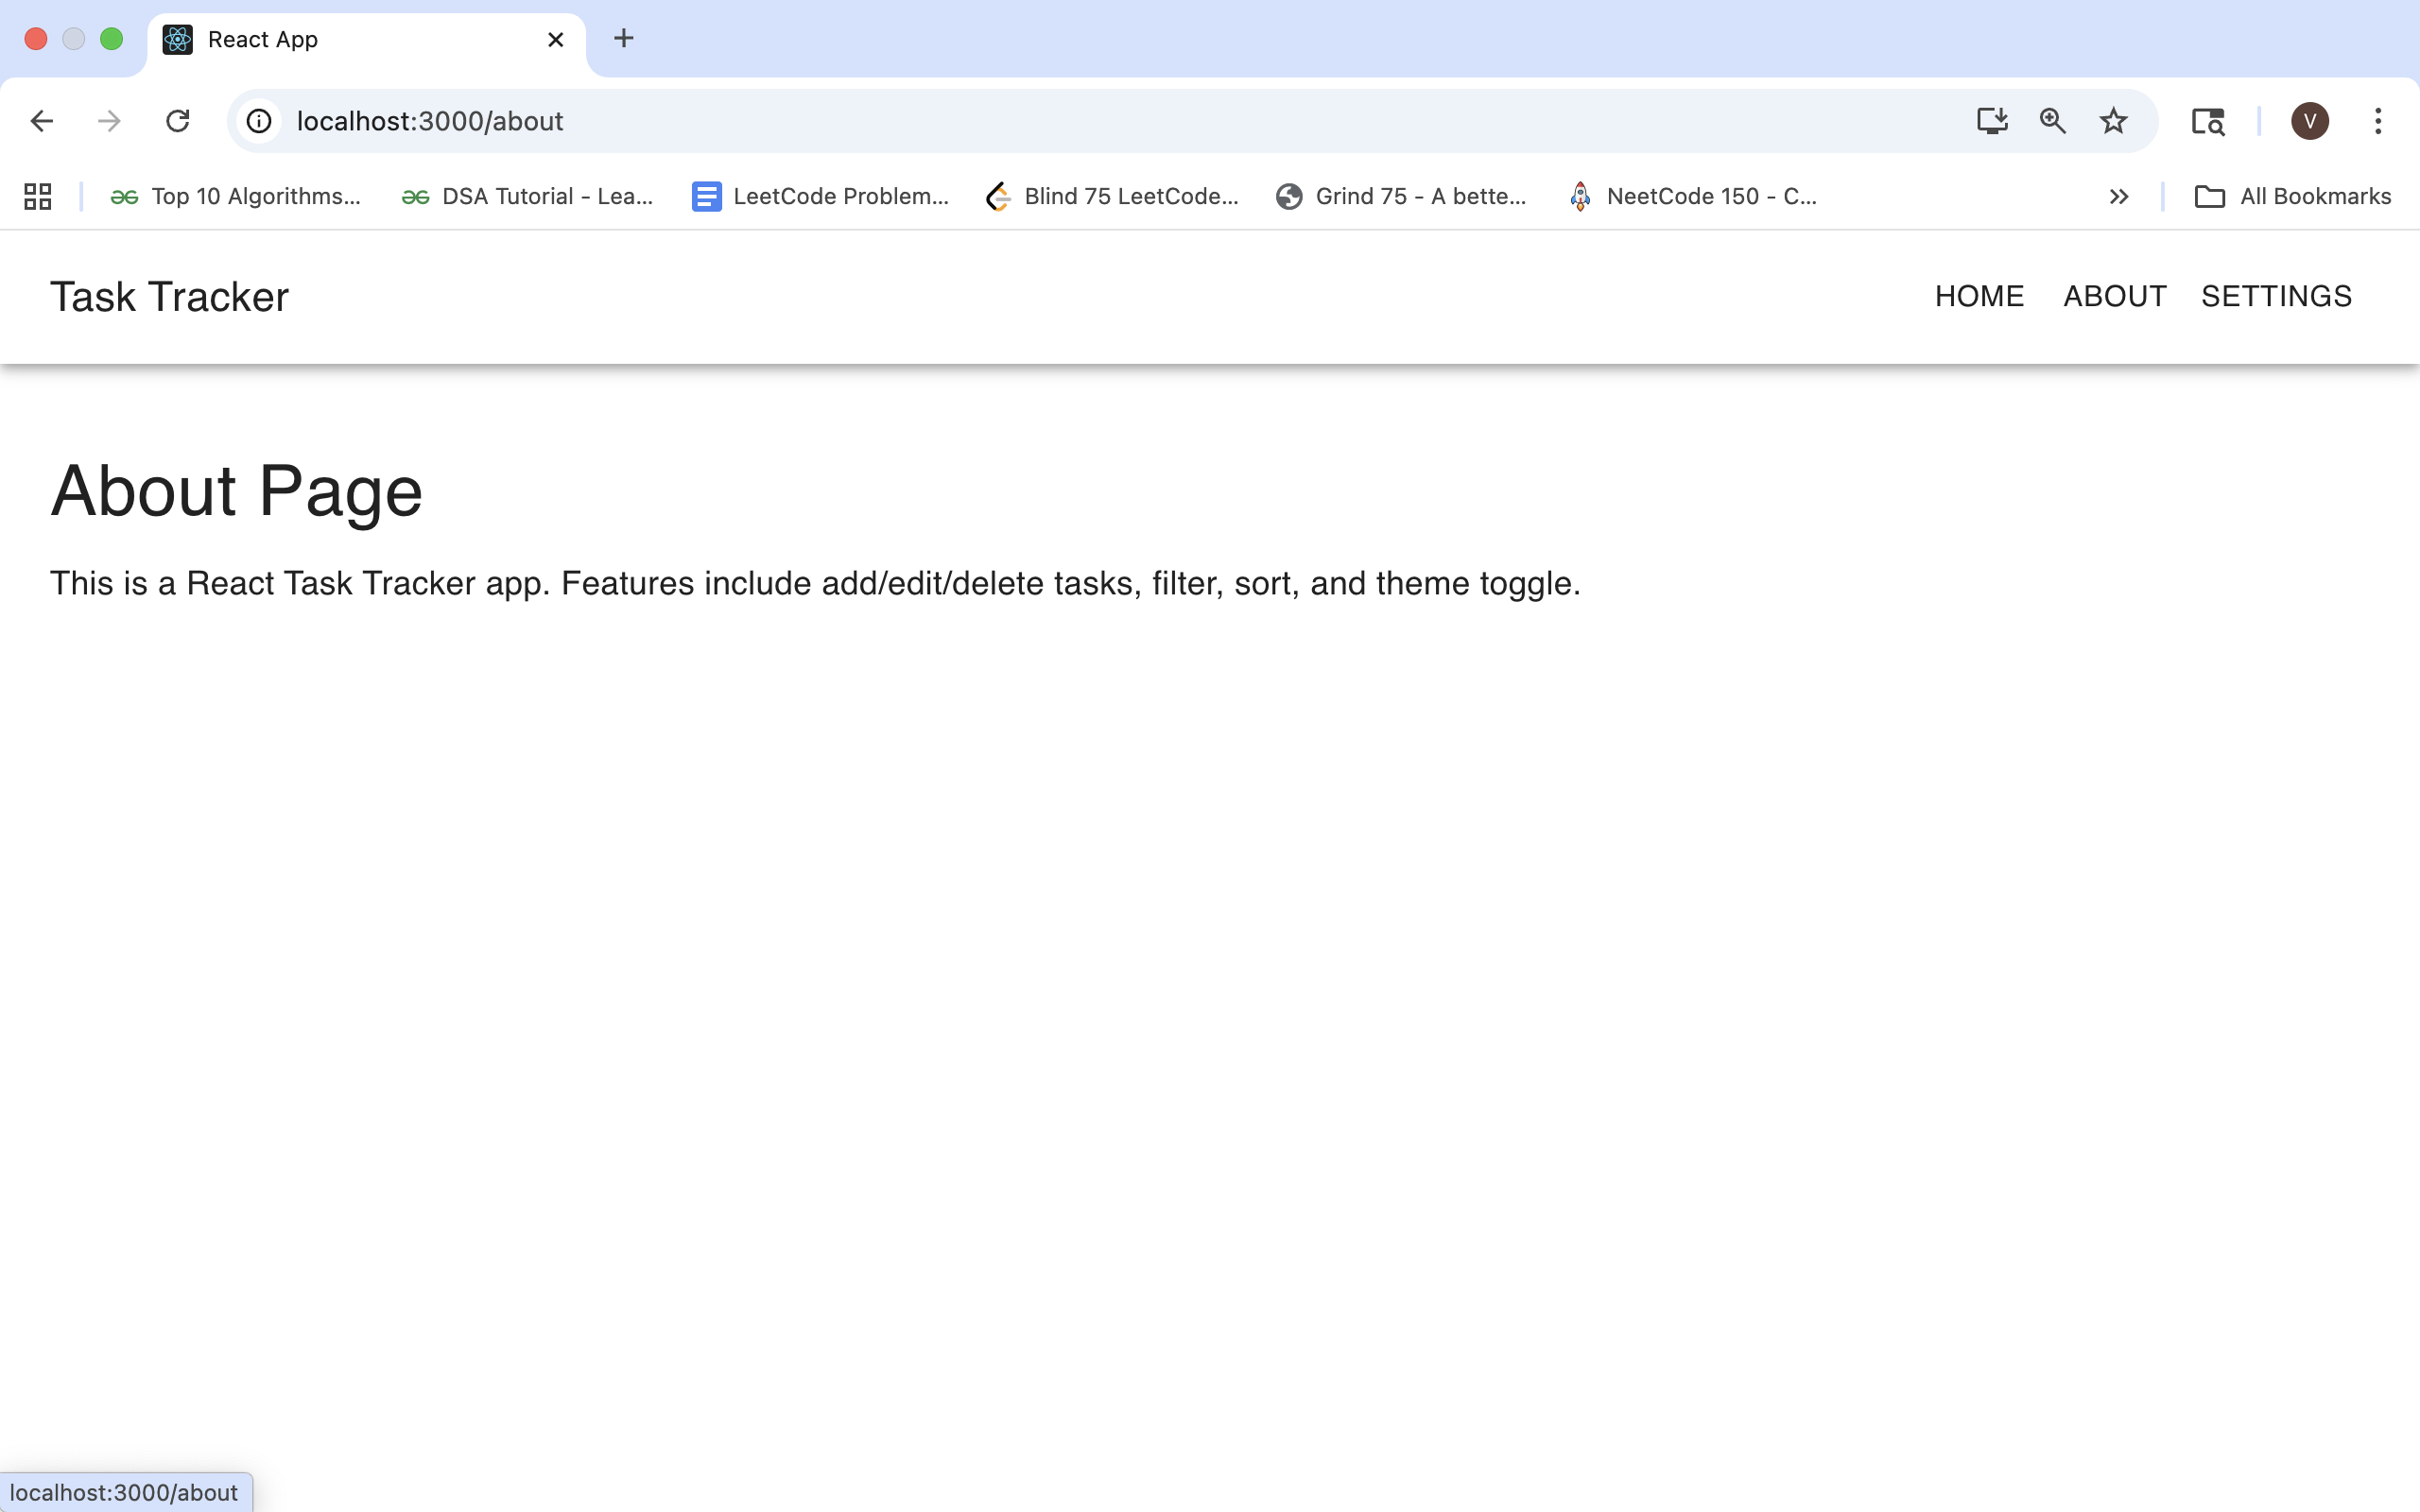 React App
localhost:3000/about
V
Top 10 Algorithms...
DSA Tutorial - Lea...
LeetCode Problem...
Blind 75 LeetCode...
Grind 75 - A bette...
NeetCode 150 - C...
All Bookmarks
Task Tracker
HOME ABOUT SETTINGS
About Page
This is a React Task Tracker app. Features include add/edit/delete tasks, filter, sort, and theme toggle.
localhost:3000/about